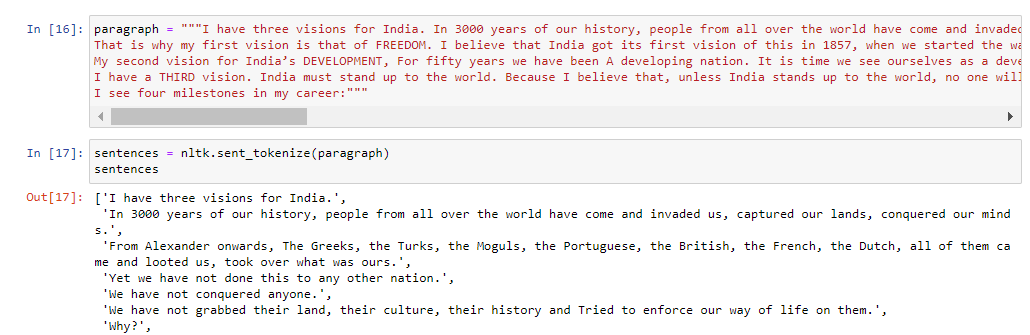 In [16]: paragraph = """I have three visions for India. In 3000 years of our history, people from all over the world have come and invaded
That is why my first vision is that of FREEDOM. I believe that India got its first vision of this in 1857, when we started the
My second vision for India’s DEVELOPMENT, For fifty years we have been A developing nation. It is time we see ourselves as a
I have a THIRD vision. India must stand up to the world. Because I believe that, unless India stands up to the world, no one will
I see four milestones in my career:"""
In [17]: sentences = nltk.sent_tokenize(paragraph)
sentences
Out[17]: ['I have three visions for India.',
'In 3000 years of our history, people from all over the world have come and invaded us, captured our lands, conquered our mind
s.',
'From Alexander onwards, The Greeks, the Turks, the Moguls, the Portuguese, the British, the French, the Dutch, all of them ca
me and looted us, took over what was ours.',
'Yet we have not done this to any other nation.',
'We have not conquered anyone.',
'We have not grabbed their land, their culture, their history and Tried to enforce our way of life on them.',
'Why?',